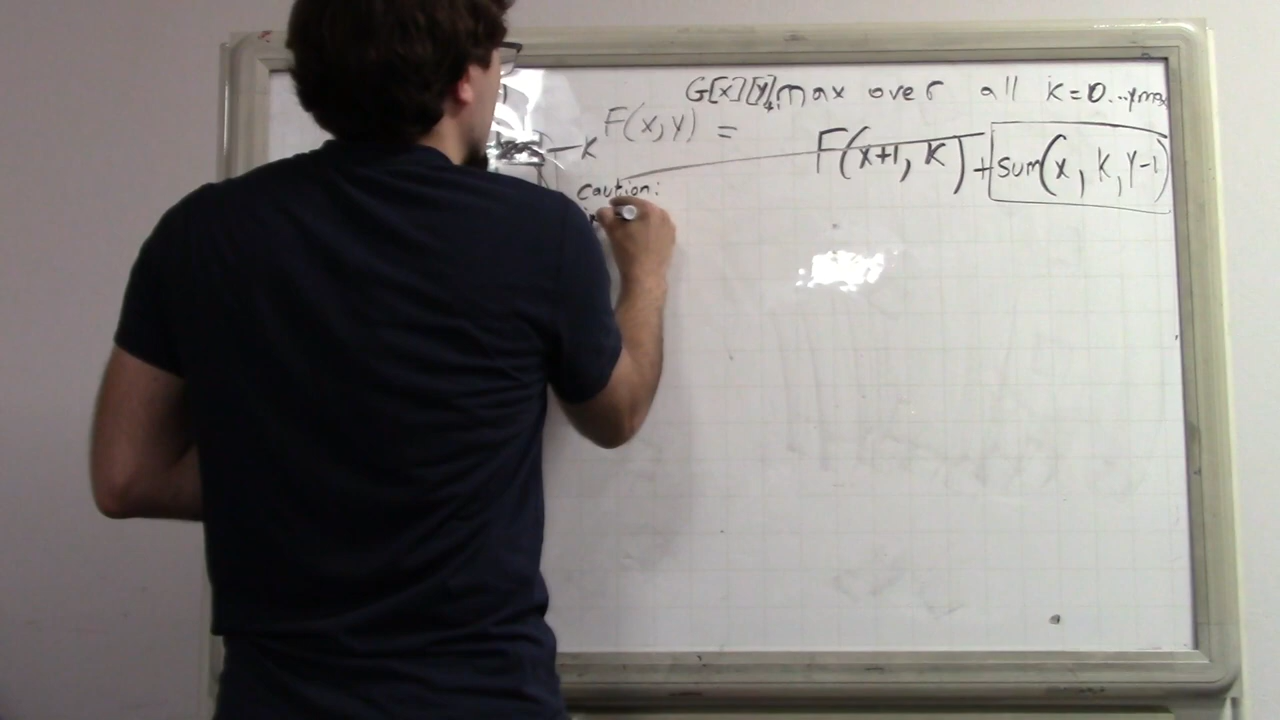 G[x][y]+max over all K=0...ymax
F(x,y) =
K
F(x+1, K) + sum(x, K, y-1)
caution: